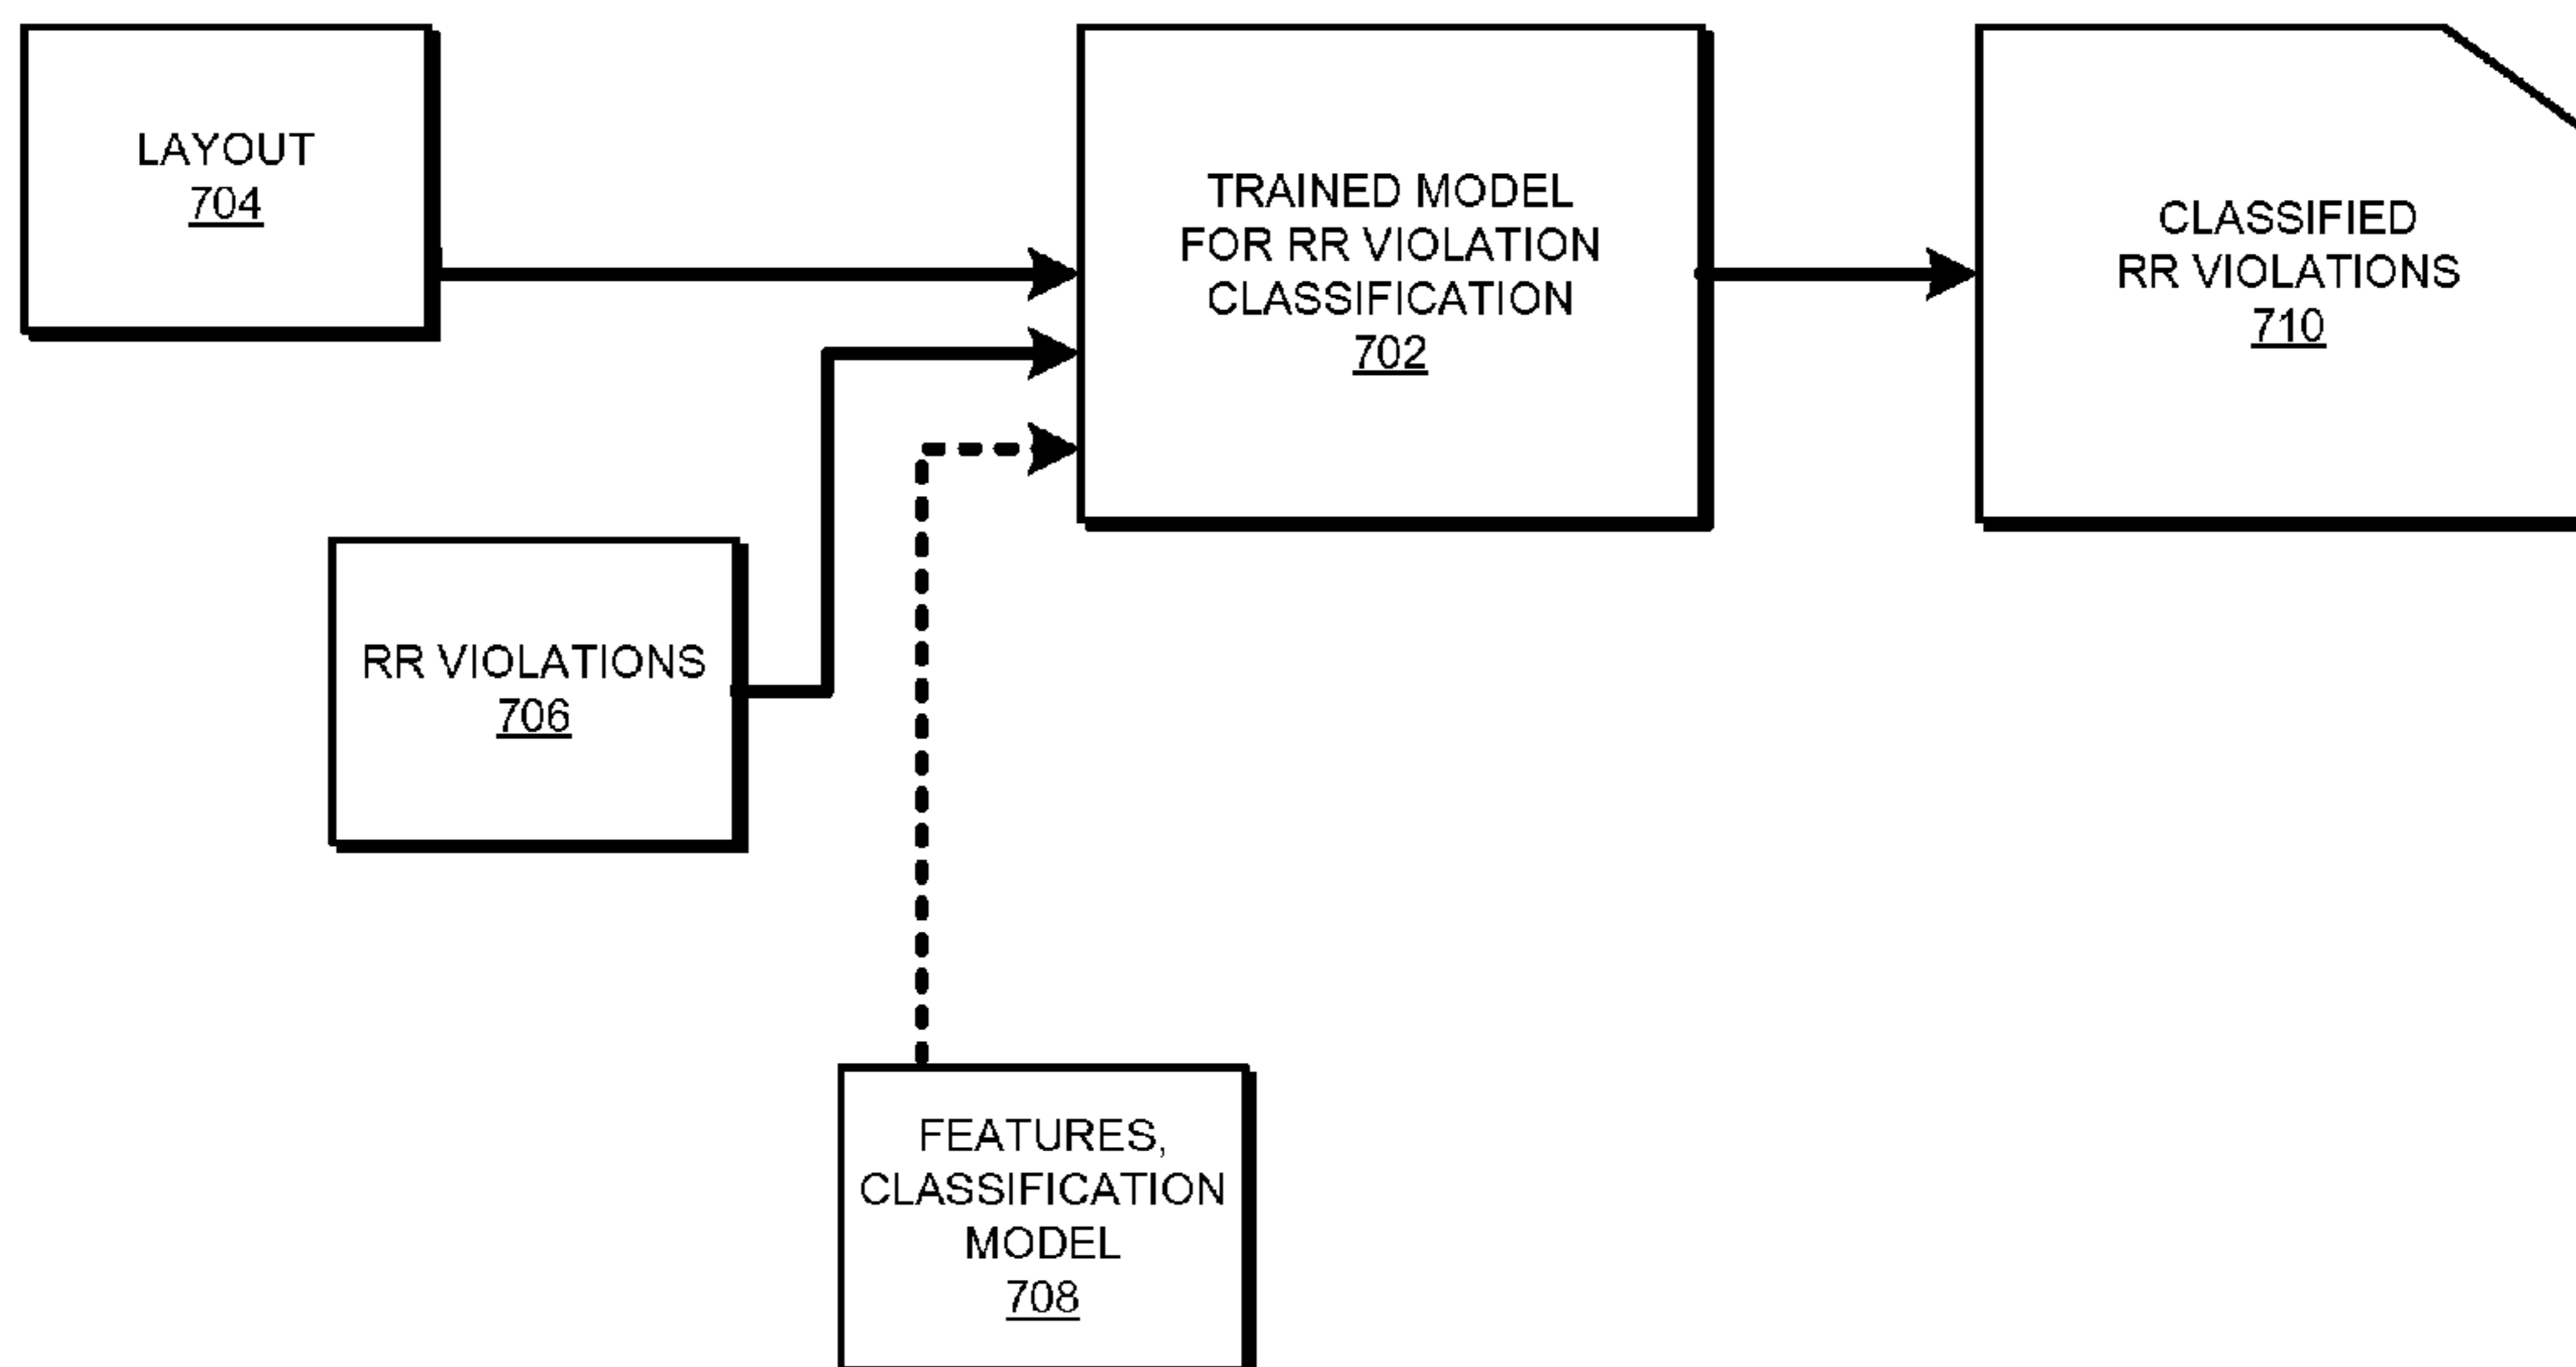 LAYOUT
704
TRAINED MODEL
FOR RR VIOLATION
CLASSIFICATION
702
CLASSIFIED
RR VIOLATIONS
710
RR VIOLATIONS
706
FEATURES,
CLASSIFICATION
MODEL
708